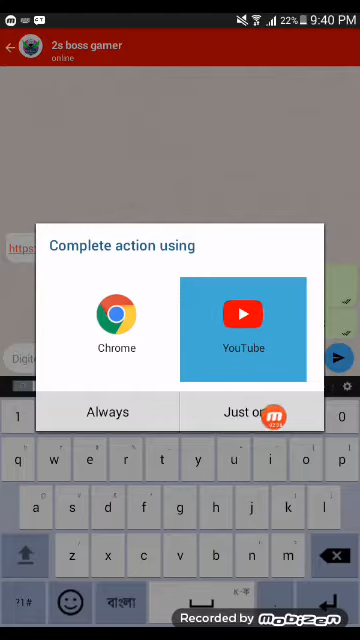 22% 9:40 PM
2s boss gamer
online
https:
Complete action using
Chrome YouTube
Always Just on
1 0
q w e r t y u i o p
a s d f g h j k l
z x c v b n m
?1# বাংলা ক-ক
Recorded by mobizen